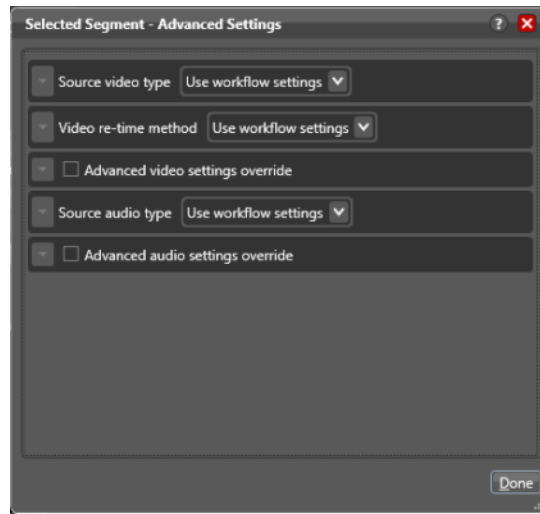 Selected Segment - Advanced Settings ?
Source video type Use workflow settings
Video re-time method Use workflow settings
Advanced video settings override
Source audio type Use workflow settings
Advanced audio settings override
Done